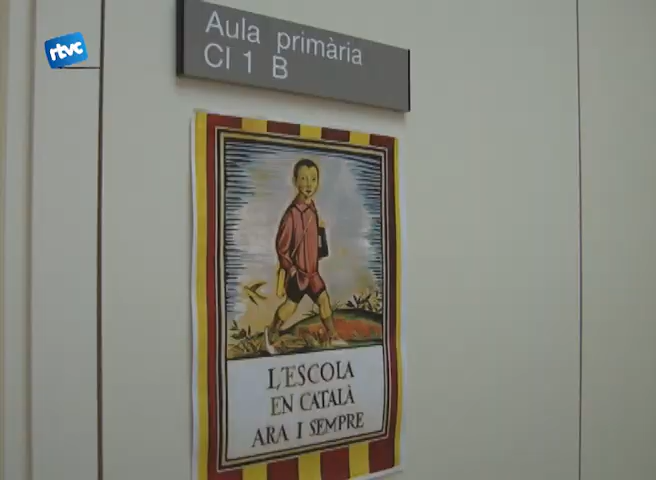 rtvc
Aula primària
CI 1 B
L'ESCOLA
EN CATALÀ
ARA I SEMPRE